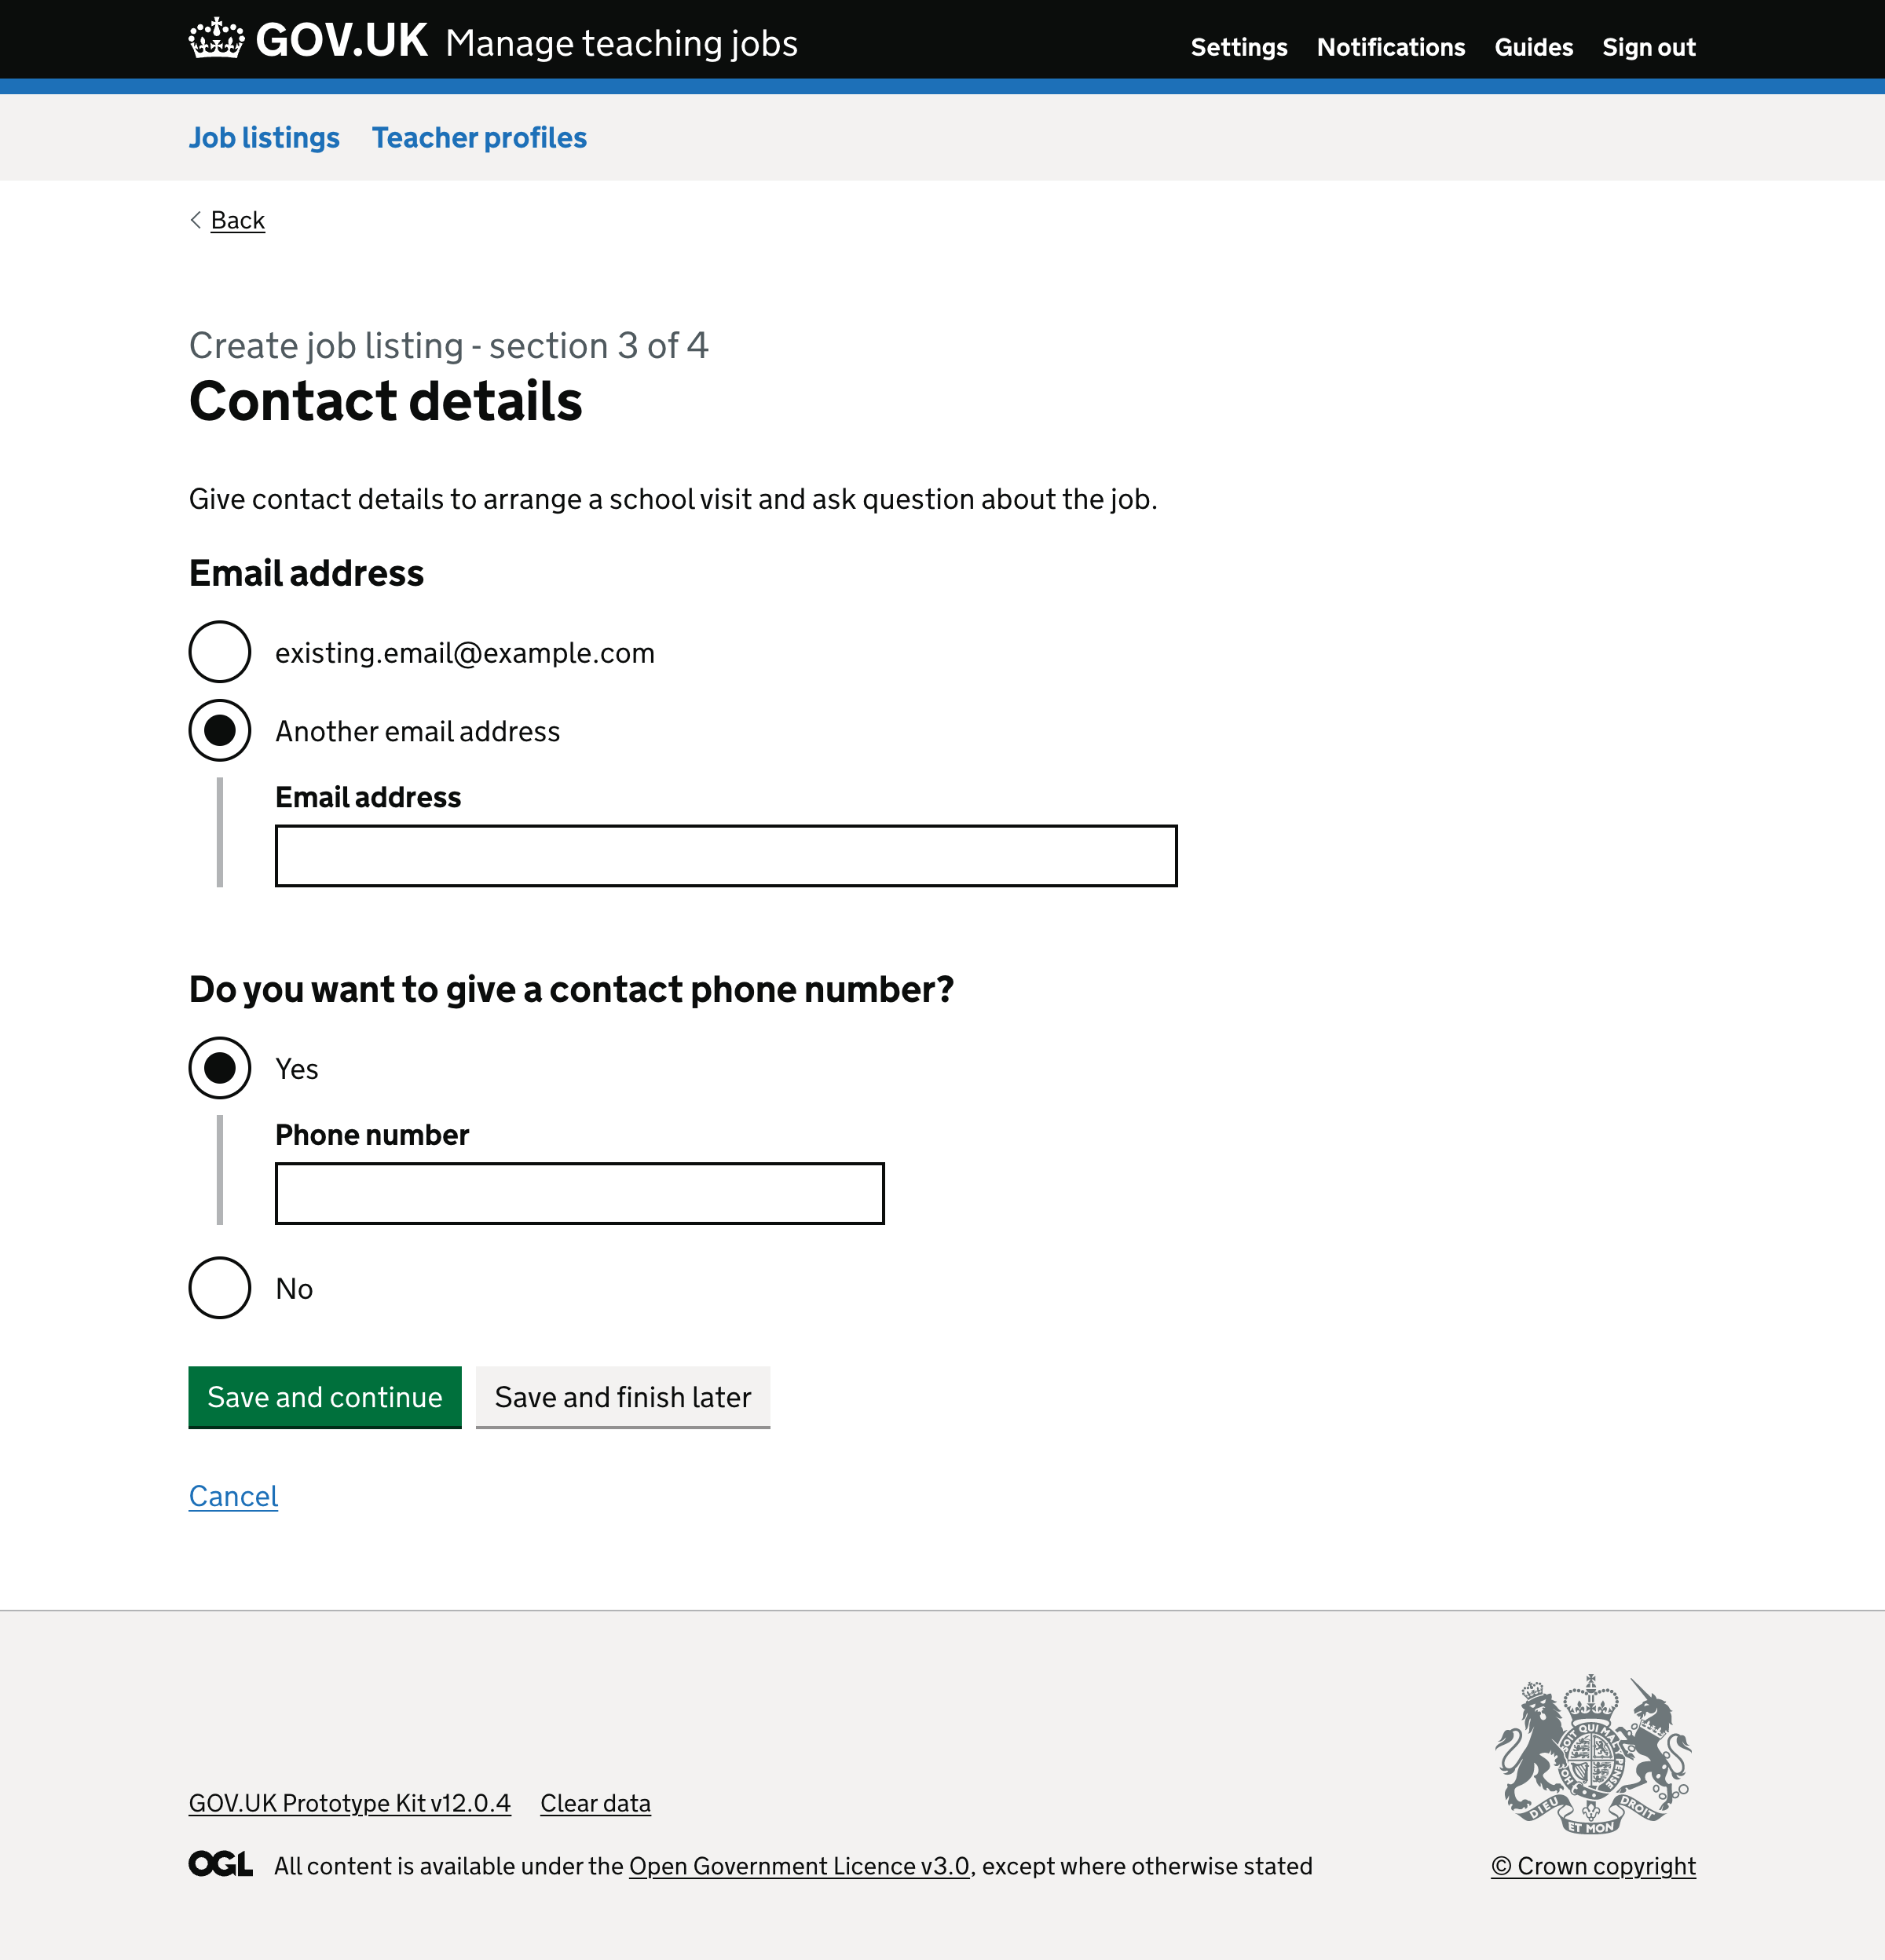 GOV.UK Manage teaching jobs
Settings Notifications Guides Sign out
Job listings Teacher profiles
Back
Create job listing - section 3 of 4
Contact details
Give contact details to arrange a school visit and ask question about the job.
Email address
existing.email@example.com
Another email address
Email address
Do you want to give a contact phone number?
Yes
Phone number
No
Save and continue Save and finish later
Cancel
GOV.UK Prototype Kit v12.0.4 Clear data
OGL All content is available under the Open Government Licence v3.0, except where otherwise stated
DIEU ET MON DROIT
© Crown copyright